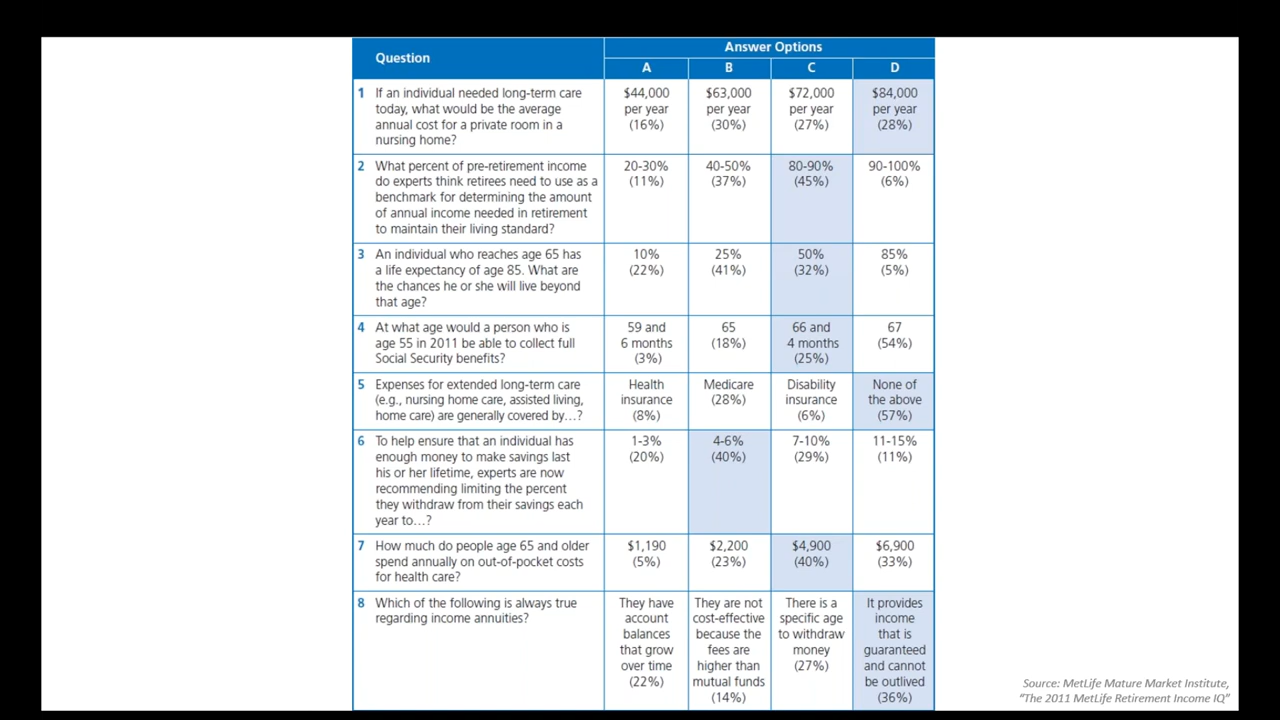 Question
Answer Options
A B C D
1 If an individual needed long-term care
today, what would be the average
annual cost for a private room in a
nursing home?
$44,000
per year
(16%)
$63,000
per year
(30%)
$72,000
per year
(27%)
$84,000
per year
(28%)
2 What percent of pre-retirement income
do experts think retirees need to use as a
benchmark for determining the amount
of annual income needed in retirement
to maintain their living standard?
20-30%
(11%)
40-50%
(37%)
80-90%
(45%)
90-100%
(6%)
3 An individual who reaches age 65 has
a life expectancy of age 85. What are
the chances he or she will live beyond
that age?
10%
(22%)
25%
(41%)
50%
(32%)
85%
(5%)
4 At what age would a person who is
age 55 in 2011 be able to collect full
Social Security benefits?
59 and
6 months
(3%)
65
(18%)
66 and
4 months
(25%)
67
(54%)
5 Expenses for extended long-term care
(e.g., nursing home care, assisted living,
home care) are generally covered by…?
Health
insurance
(8%)
Medicare
(28%)
Disability
insurance
(6%)
None of
the above
(57%)
6 To help ensure that an individual has
enough money to make savings last
his or her lifetime, experts are now
recommending limiting the percent
they withdraw from their savings each
year to…?
1-3%
(20%)
4-6%
(40%)
7-10%
(29%)
11-15%
(11%)
7 How much do people age 65 and older
spend annually on out-of-pocket costs
for health care?
$1,190
(5%)
$2,200
(23%)
$4,900
(40%)
$6,900
(33%)
8 Which of the following is always true
regarding income annuities?
They have
account
balances
that grow
over time
(22%)
They are not
cost-effective
because the
fees are
higher than
mutual funds
(14%)
There is a
specific age
to withdraw
money
(27%)
It provides
income
that is
guaranteed
and cannot
be outlived
(36%)
Source: MetLife Mature Market Institute,
"The 2011 MetLife Retirement Income IQ"